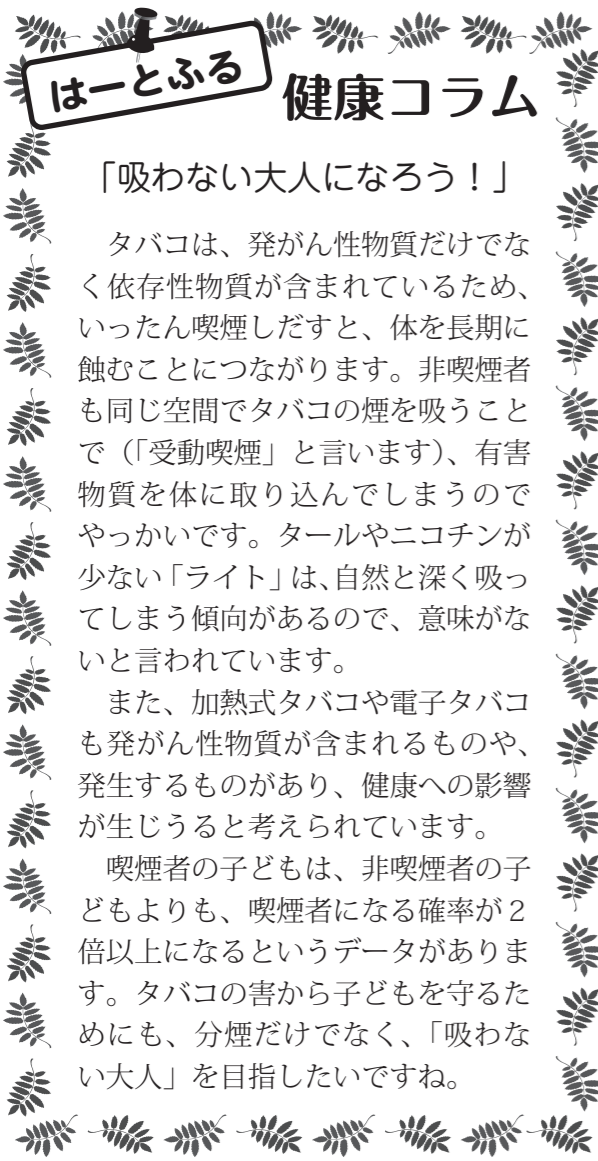 はーとふる
健康コラム
「吸わない大人になろう！」
　タバコは、発がん性物質だけでな
く依存性物質が含まれているため、
いったん喫煙しだすと、体を長期に
蝕むことにつながります。非喫煙者
も同じ空間でタバコの煙を吸うこと
で（「受動喫煙」と言います）、有害
物質を体に取り込んでしまうので
やっかいです。タールやニコチンが
少ない「ライト」は、自然と深く吸っ
てしまう傾向があるので、意味がな
いと言われています。
　また、加熱式タバコや電子タバコ
も発がん性物質が含まれるものや、
発生するものがあり、健康への影響
が生じうると考えられています。
　喫煙者の子どもは、非喫煙者の子
どもよりも、喫煙者になる確率が２
倍以上になるというデータがありま
す。タバコの害から子どもを守るた
めにも、分煙だけでなく、「吸わな
い大人」を目指したいですね。